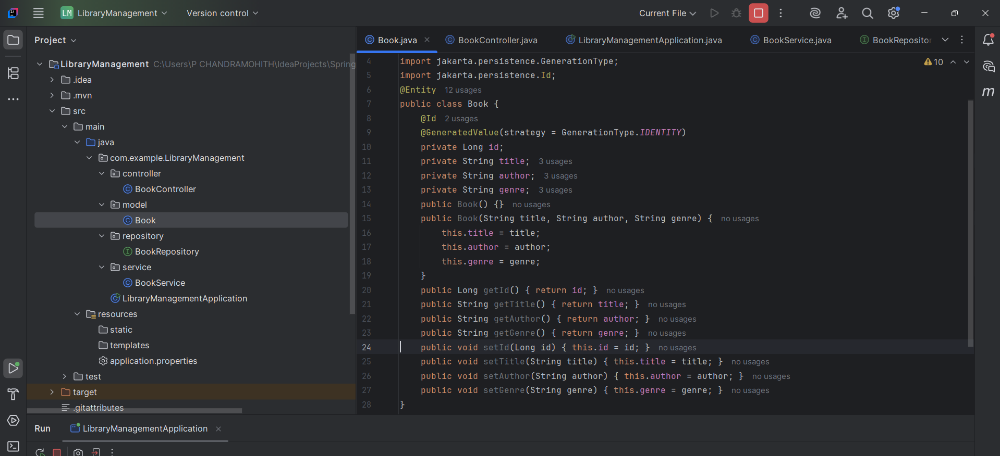 LM LibraryManagement Version control Current File
Project
Book.java BookController.java LibraryManagementApplication.java BookService.java BookRepositor
LibraryManagement C:\Users\P CHANDRAMOHITH\IdeaProjects\Spring
.idea
.mvn
src
main
java
com.example.LibraryManagement
controller
BookController
model
Book
repository
BookRepository
service
BookService
LibraryManagementApplication
resources
static
templates
application.properties
test
target
.gitattributes
10
4 import jakarta.persistence.GenerationType;
5 import jakarta.persistence.Id;
6 @Entity 12 usages
7 public class Book {
8 @Id 2 usages
9 @GeneratedValue(strategy = GenerationType.IDENTITY)
10 private Long id;
11 private String title; 3 usages
12 private String author; 3 usages
13 private String genre; 3 usages
14 public Book() {} no usages
15 public Book(String title, String author, String genre) { no usages
16 this.title = title;
17 this.author = author;
18 this.genre = genre;
19 }
20 public Long getId() { return id; } no usages
21 public String getTitle() { return title; } no usages
22 public String getAuthor() { return author; } no usages
23 public String getGenre() { return genre; } no usages
24 public void setId(Long id) { this.id = id; } no usages
25 public void setTitle(String title) { this.title = title; } no usages
26 public void setAuthor(String author) { this.author = author; } no usages
27 public void setGenre(String genre) { this.genre = genre; } no usages
28 }
m
Run LibraryManagementApplication